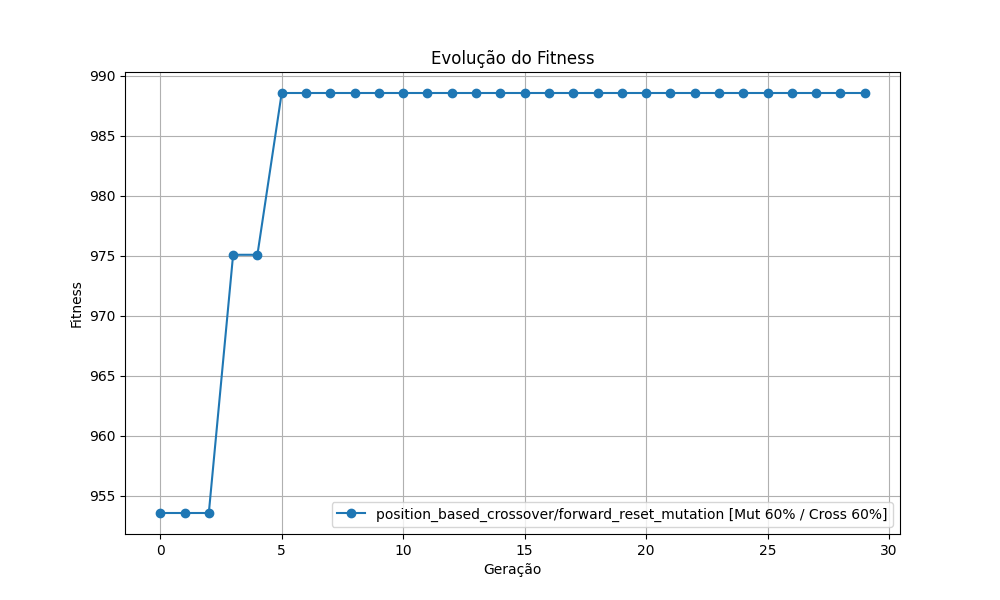 Evolução do Fitness
Fitness
990
985
980
975
970
965
960
955
position_based_crossover/forward_reset_mutation [Mut 60% / Cross 60%]
0 5 10 15 20 25 30
Geração